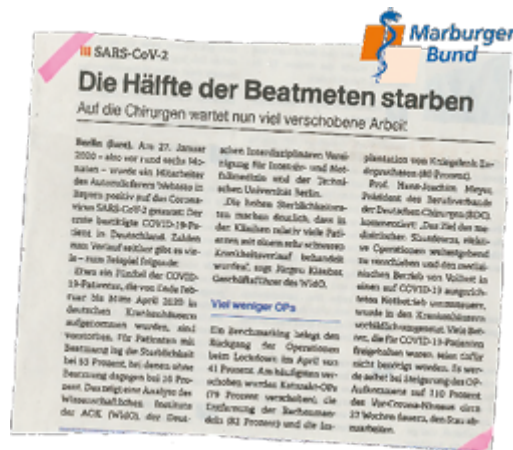 Marburger
Bund
SARS-CoV-2
Die Hälfte der Beatmeten starben
Auf die Chirurgen wartet nun viel verschobene Arbeit
Berlin Am 27. Januar
2020 – also vor rund sechs Mo-
naten – wurde ein Mitarbeiter
des Automobilzulieferers Webasto in
Bayern positiv auf das Corona-
virus SARS-CoV-2 getestet: Der
erste bestätigte COVID-19-Pa-
tient in Deutschland. Zahlen
zum Verlauf seither gibt es vie-
le – zum Beispiel folgende:
Etwa ein Fünftel der COVID-
19-Patienten, die von Ende Feb-
ruar bis Mitte April 2020 in
deutschen Krankenhäusern
aufgenommen wurden, sind
verstorben. Für Patienten mit
Beatmung lag die Sterblichkeit
bei 53 Prozent, bei denen ohne
Beatmung dagegen bei 16 Pro-
zent. Das zeigt eine Analyse des
Wissenschaftlichen Instituts
der AOK (WIdO), der Deut-
schen Interdisziplinären Verei-
nigung für Intensiv- und Not-
fallmedizin und der Techni-
schen Universität Berlin.
„Die hohen Sterblichkeitsra-
ten machen deutlich, dass in
den Kliniken relativ viele Pati-
enten mit einem sehr schweren
Krankheitsverlauf behandelt
wurden“, sagt Jürgen Klauber,
Geschäftsführer des WIdO.
Viel weniger OPs
Ein Benchmarking belegt den
Rückgang der Operationen
beim Lockdown im April von
41 Prozent. Am häufigsten ver-
schoben wurden Katarakt-OPs
(79 Prozent verschoben), die
Entfernung der Rachenman-
deln (82 Prozent) und die Im-
plantation von Kniegelenk
(80 Prozent).
Prof. Hans-Joachim Meyer,
Präsident des Berufsverbands
der Deutschen Chirurgen (BDC),
kommentiert: „Das Ziel des me-
dizinischen Shutdowns, elekti-
ve Operationen weitestgehend
zu verschieben und den medizi-
nischen Betrieb von Vollast in
einen auf COVID-19 ausgerich-
teten Notbetrieb umzusteuern,
wurde in den Krankenhäusern
vorbildlich umgesetzt. Viele Bet-
ten, die für COVID-19-Patienten
freigehalten waren, seien dafür
nicht benötigt worden. Es wer-
de selbst bei Steigerung des OP-
Aufkommens auf 110 Prozent
des Vor-Corona-Niveaus circa
22 Wochen dauern, den Stau ab-
zuarbeiten.